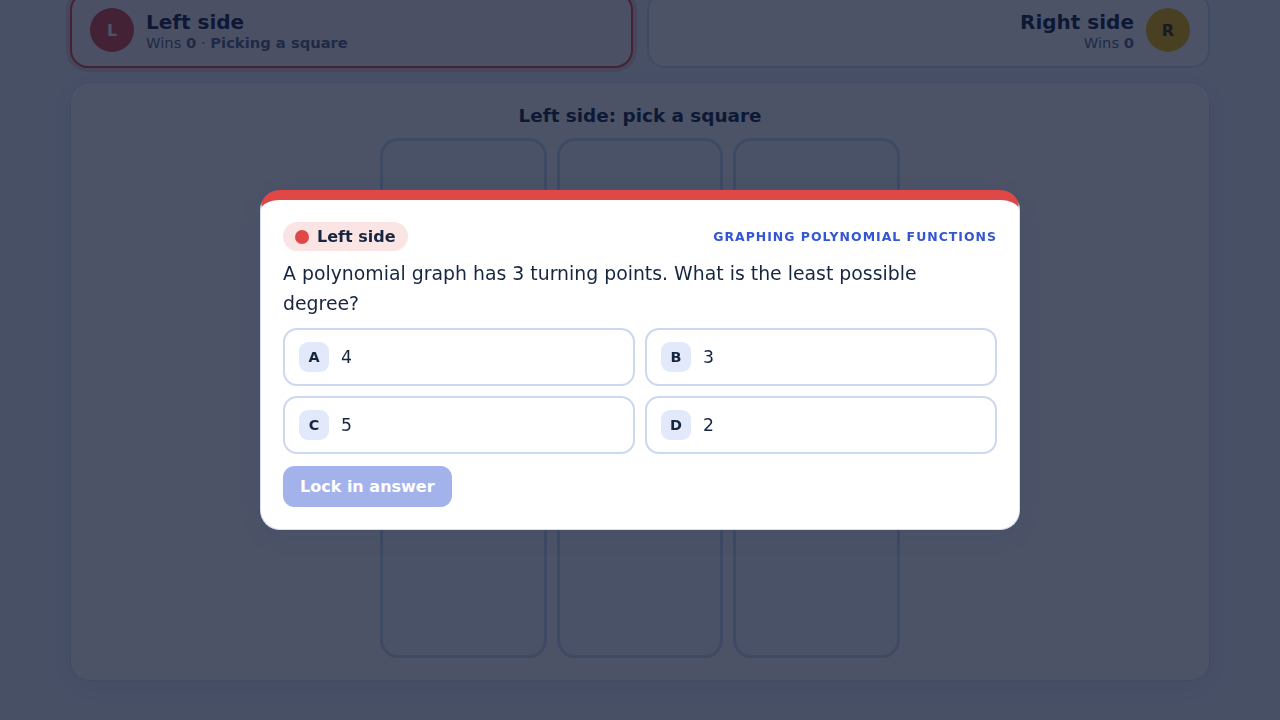 L
Left side
Wins 0 · Picking a square
Right side
Wins 0
R
Left side: pick a square
Left side
GRAPHING POLYNOMIAL FUNCTIONS
A polynomial graph has 3 turning points. What is the least possible
degree?
A 4
B 3
C 5
D 2
Lock in answer